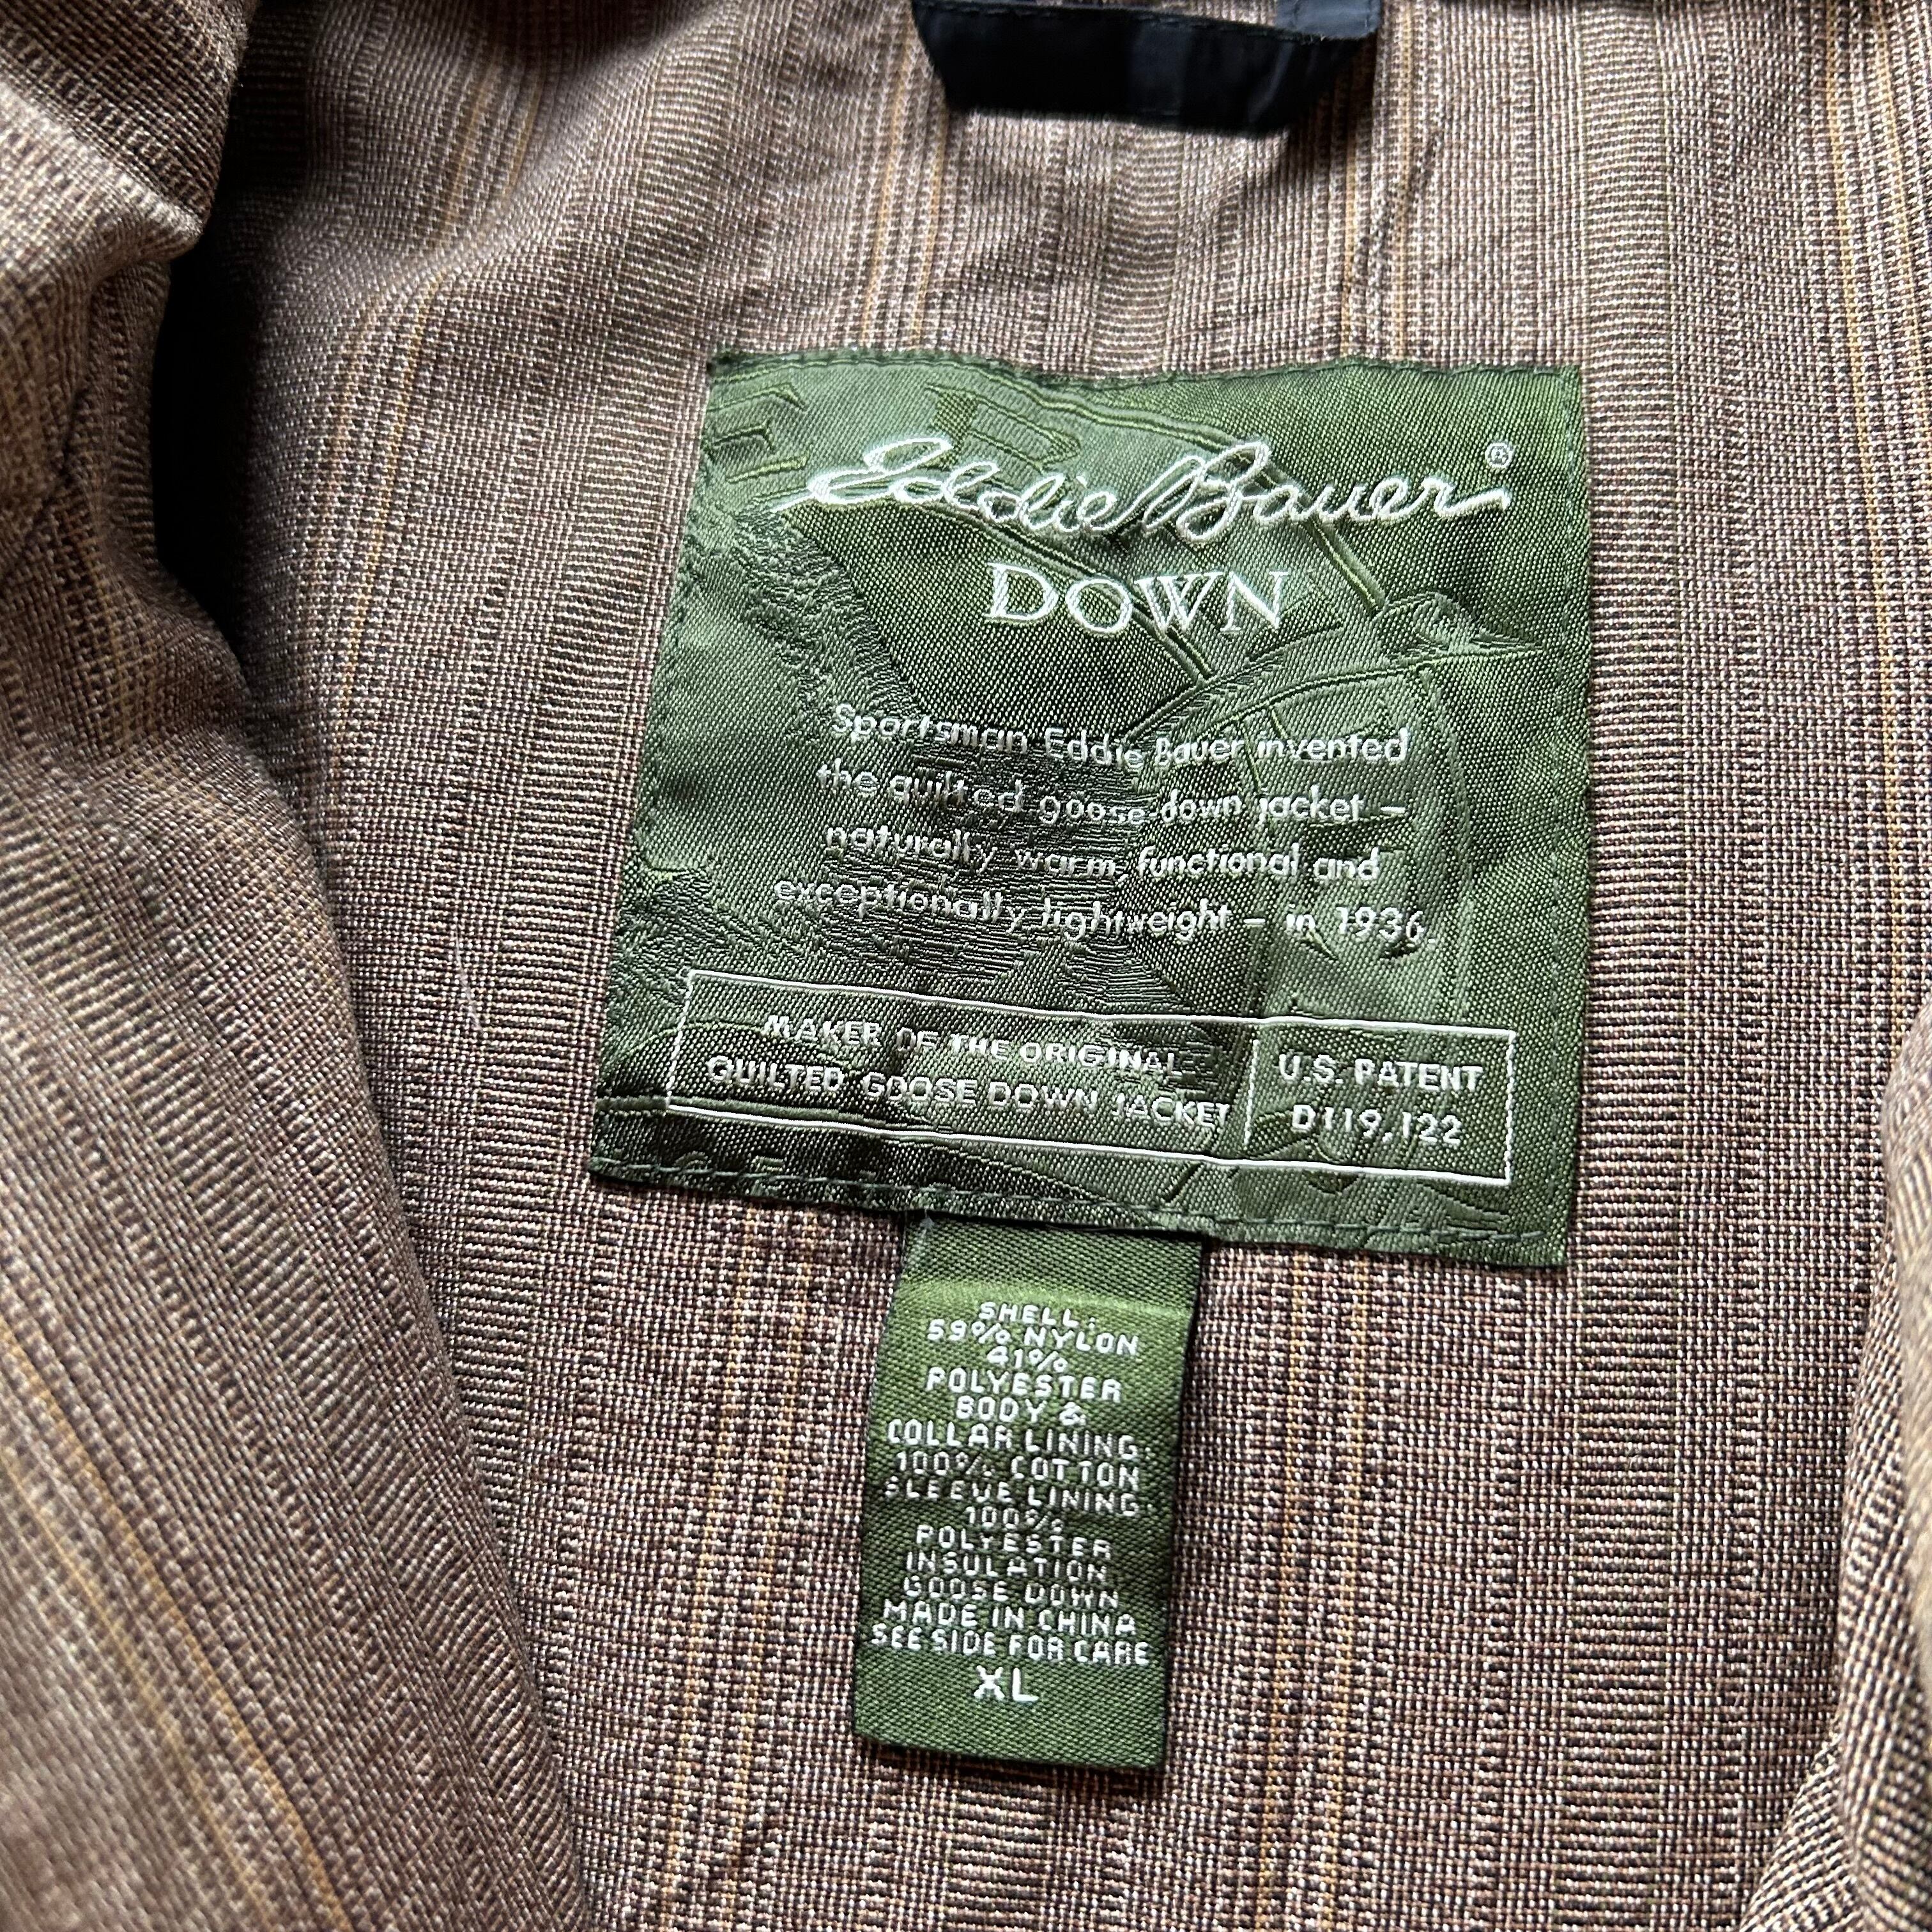 Eddie Bauer®
DOWN
Sportsman Eddie Bauer invented
the quilted goose-down jacket –
naturally warm, functional and
exceptionally lightweight – in 1936.
MAKER OF THE ORIGINAL
QUILTED GOOSE DOWN JACKET
U.S. PATENT
D119,122
SHELL:
59% NYLON
41%
POLYESTER
BODY &
COLLAR LINING:
100% COTTON
SLEEVE LINING:
100%
POLYESTER
INSULATION
GOOSE DOWN
MADE IN CHINA
SEE SIDE FOR CARE
XL